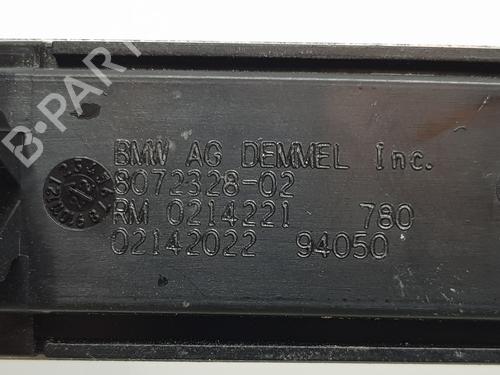 BMW AG DEMMEL Inc.
8072328-02
RM 0214221 780
02142022 94050
B-PARTS